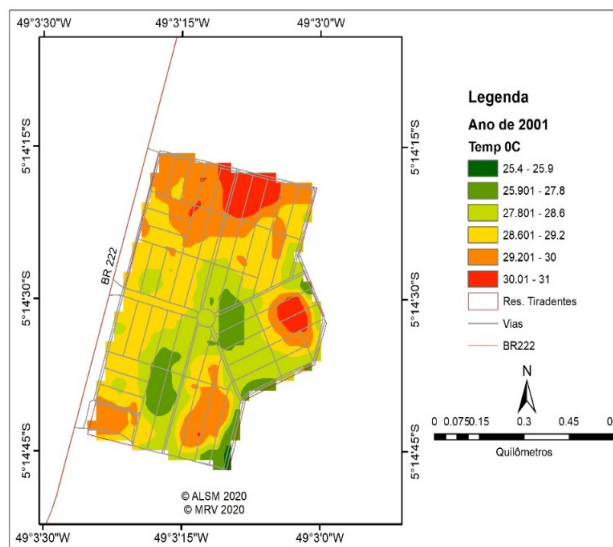 49°3'30"W 49°3'15"W 49°3'0"W
5°14'15"S
5°14'30"S
5°14'45"S
BR 222
5°14'15"S
5°14'30"S
5°14'45"S
© ALSM 2020
© MRV 2020
49°3'30"W 49°3'15"W 49°3'0"W
Legenda
Ano de 2001
Temp 0C
25.4 - 25.9
25.901 - 27.8
27.801 - 28.6
28.601 - 29.2
29.201 - 30
30.01 - 31
Res. Tiradentes
Vias
BR222
N
0 0.075 0.15 0.3 0.45
Quilômetros